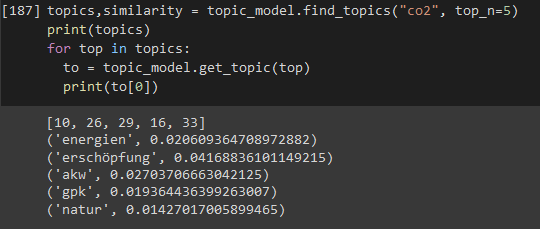 [187] topics,similarity = topic_model.find_topics("co2", top_n=5)
print(topics)
for top in topics:
to = topic_model.get_topic(top)
print(to[0])
[10, 26, 29, 16, 33]
('energien', 0.020609364708972882)
('erschöpfung', 0.04168836101149215)
('akw', 0.02703706663042125)
('gpk', 0.019364436399263007)
('natur', 0.01427017005899465)